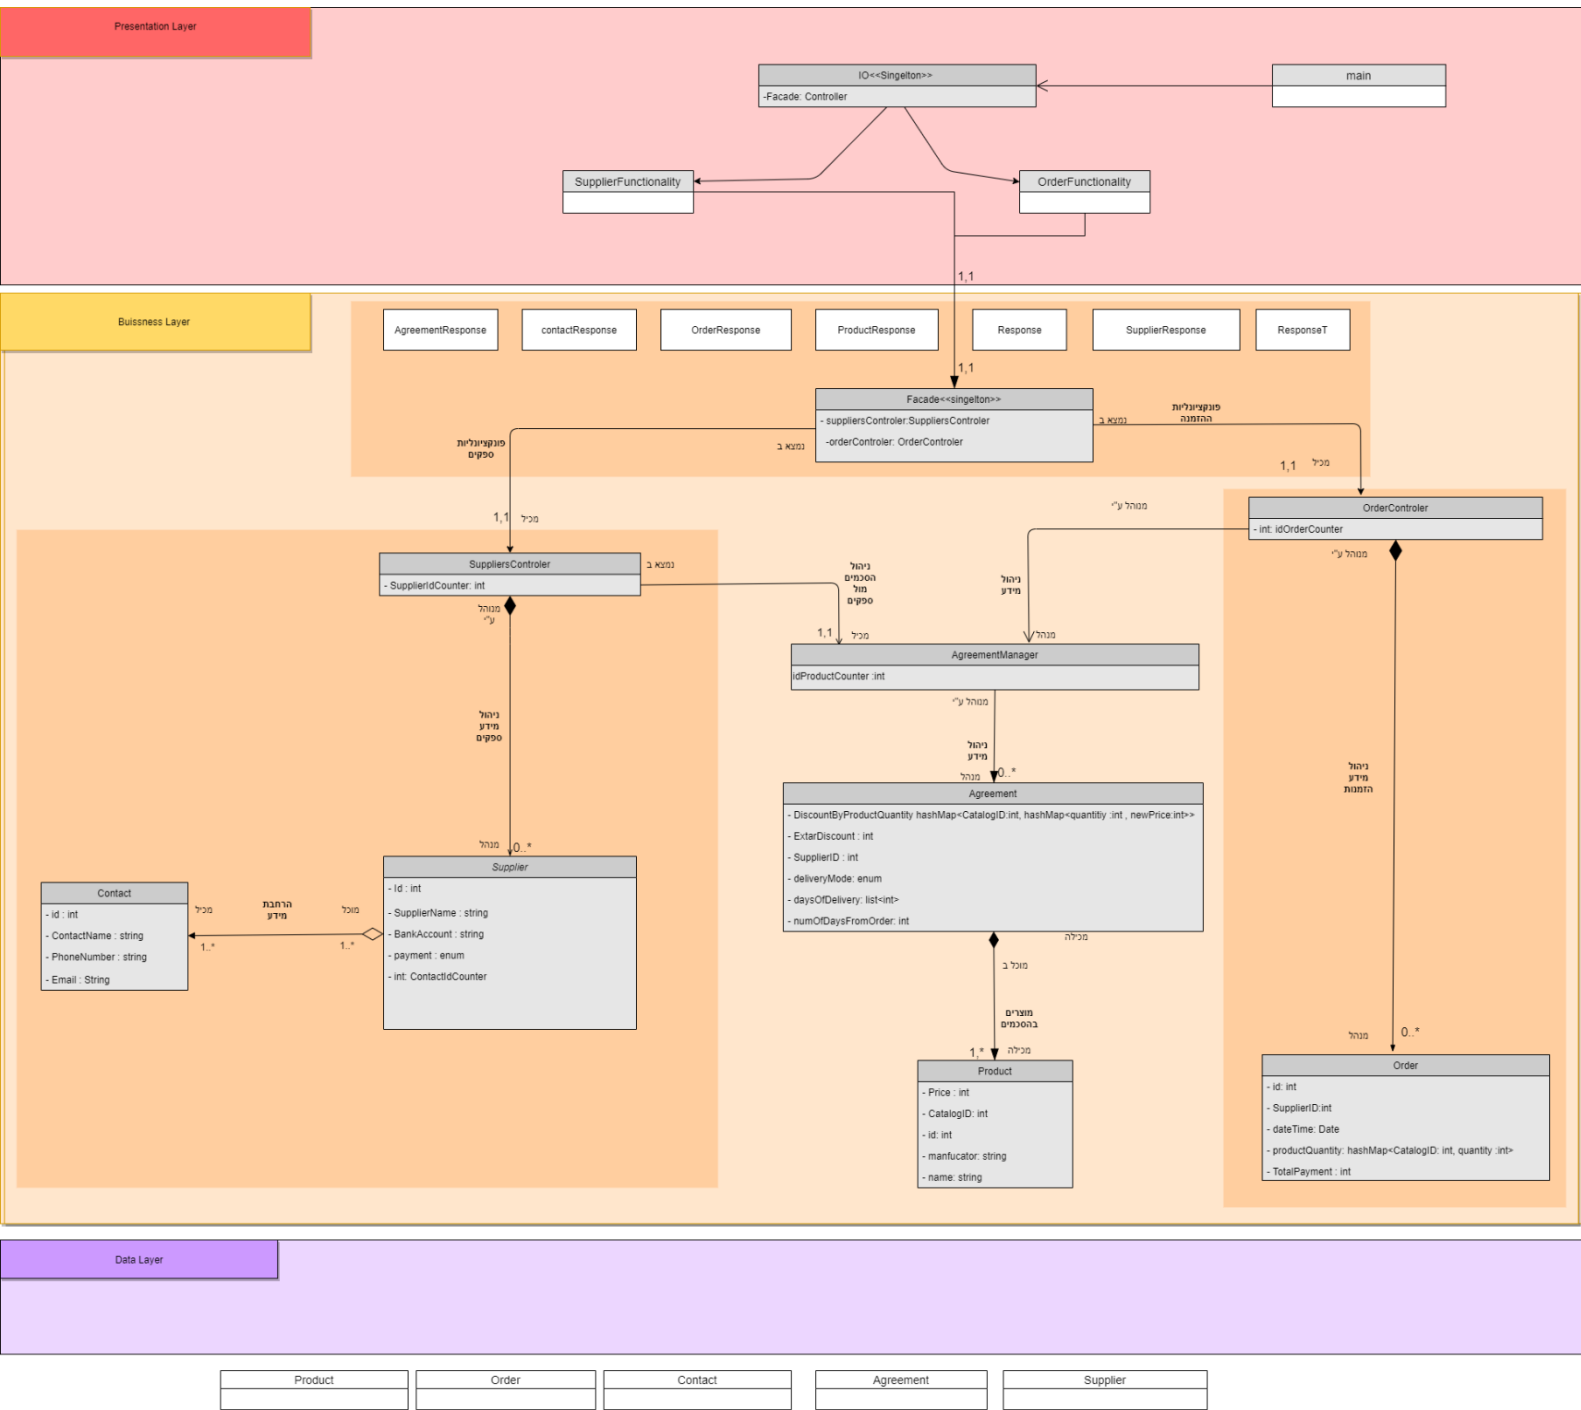 Presentation Layer
IO<<Singelton>>
-Facade: Controller
main
SupplierFunctionality
OrderFunctionality
1,1
Buissness Layer
AgreementResponse
contactResponse
OrderResponse
ProductResponse
Response
SupplierResponse
ResponseT
1,1
Facade<<singelton>>
- suppliersControler:SuppliersControler
-orderControler: OrderControler
נמצא ב
פונקציונליות
ההזמנה
נמצא ב
פונקציונליות
ספקים
1,1
מכיל
1,1
מכיל
OrderControler
- int: idOrderCounter
מנוהל ע"י
מנוהל ע"י
SuppliersControler
- SupplierIdCounter: int
נמצא ב
מנוהל
ע"י
ניהול
הסכמים
מול
ספקים
ניהול
מידע
1,1
מכיל
מנהל
AgreementManager
idProductCounter :int
מנוהל ע"י
ניהול
מידע
ספקים
ניהול
מידע
מנהל
0..*
ניהול
מידע
הזמנות
Agreement
- DiscountByProductQuantity hashMap<CatalogID:int, hashMap<quantitiy :int , newPrice:int>>
- ExtarDiscount : int
- SupplierID : int
- deliveryMode: enum
- daysOfDelivery: list<int>
- numOfDaysFromOrder: int
מנהל
0..*
Supplier
- Id : int
- SupplierName : string
- BankAccount : string
- payment : enum
- int: ContactIdCounter
Contact
- id : int
- ContactName : string
- PhoneNumber : string
- Email : String
מכיל
הרחבת
מידע
מוכל
1..*
1..*
מכילה
מוכל ב
מוצרים
בהסכמים
1,*
מכילה
Product
- Price : int
- CatalogID: int
- id: int
- manfucator: string
- name: string
מנהל
0..*
Order
- id: int
- SupplierID:int
- dateTime: Date
- productQuantity: hashMap<CatalogID: int, quantity :int>
- TotalPayment : int
Data Layer
Product
Order
Contact
Agreement
Supplier